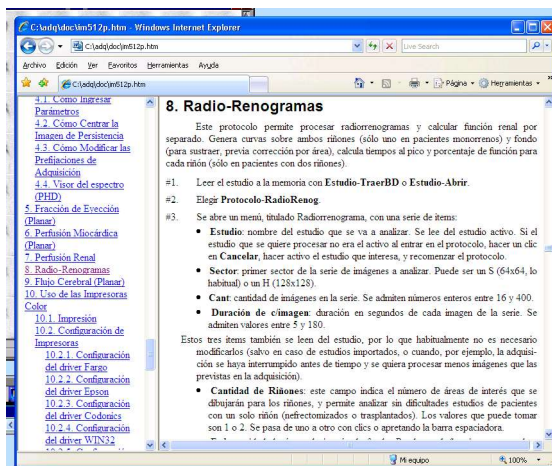 C:\adq\doc\im512p.htm - Windows Internet Explorer
C:\adq\doc\im512p.htm
Live Search
Archivo Edición Ver Favoritos Herramientas Ayuda
C:\adq\doc\im512p.htm
Página
Herramientas
4.1. Cómo Ingresar
Parámetros
4.2. Cómo Centrar la
Imagen de Persistencia
4.3. Cómo Modificar las
Prefijaciones de
Adquisición
4.4. Visor del espectro
(PHD)
5. Fracción de Eyección
(Planar)
6. Perfusión Miocárdica
(Planar)
7. Perfusión Renal
8. Radio-Renogramas
9. Flujo Cerebral (Planar)
10. Uso de las Impresoras
Color
10.1. Impresión
10.2. Configuración de
Impresoras
10.2.1. Configuración
del driver Fargo
10.2.2. Configuración
del driver Epson
10.2.3. Configuración
del driver Codonics
10.2.4. Configuración
del driver WIN32
8. Radio-Renogramas
Este protocolo permite procesar radiorrenogramas y calcular función renal por
separado. Genera curvas sobre ambos riñones (sólo uno en pacientes monorrenos) y fondo
(para sustraer, previa corrección por área), calcula tiempos al pico y porcentaje de función para
cada riñón (sólo en pacientes con dos riñones).
#1. Leer el estudio a la memoria con Estudio-TraerBD o Estudio-Abrir.
#2. Elegir Protocolo-RadioRenog.
#3. Se abre un menú, titulado Radiorrenograma, con una serie de items:
• Estudio: nombre del estudio que se va a analizar. Se lee del estudio activo. Si el
estudio que se quiere procesar no era el activo al entrar en el protocolo, hacer un clic
en Cancelar, hacer activo el estudio que interesa, y recomenzar el protocolo.
• Sector: primer sector de la serie de imágenes a analizar. Puede ser un S (64x64, lo
habitual) o un H (128x128).
• Cant: cantidad de imágenes en la serie. Se admiten números enteros entre 16 y 400.
• Duración de c/imagen: duración en segundos de cada imagen de la serie. Se
admiten valores entre 5 y 180.
Estos tres items también se leen del estudio, por lo que habitualmente no es necesario
modificarlos (salvo en caso de estudios importados, o cuando, por ejemplo, la adquisi-
ción se haya interrumpido antes de tiempo y se quiera procesar menos imágenes que las
previstas en la adquisición).
• Cantidad de Riñones: este campo indica el número de áreas de interés que se
dibujarán para los riñones, y permite analizar sin dificultades estudios de pacientes
con un solo riñón (nefrectomizados o trasplantados). Los valores que puede tomar
son 1 o 2. Se pasa de uno a otro con clics o apretando la barra espaciadora.
Mi equipo
100%